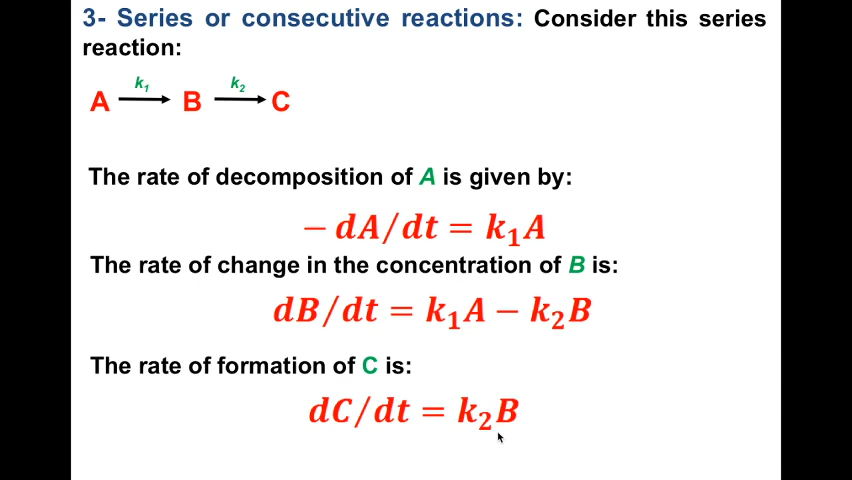 3- Series or consecutive reactions: Consider this series
reaction:
k₁ k₂
A → B → C
The rate of decomposition of A is given by:
− dA/dt = k₁A
The rate of change in the concentration of B is:
dB/dt = k₁A − k₂B
The rate of formation of C is:
dC/dt = k₂B